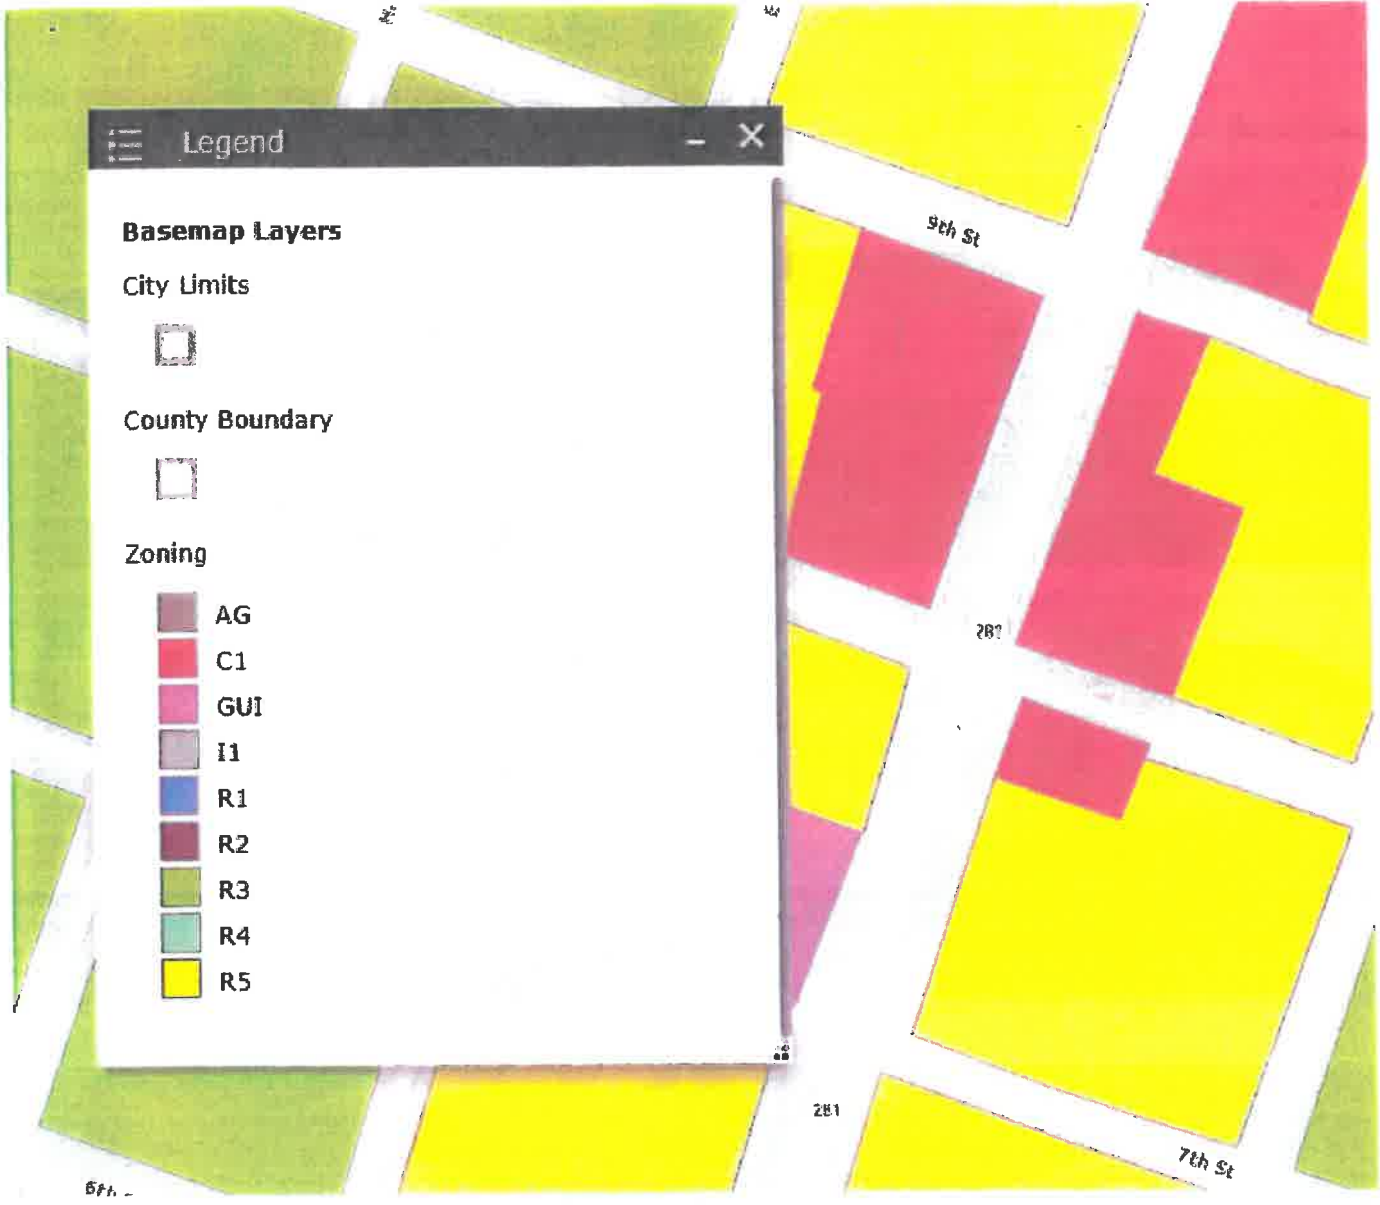 Legend
Basemap Layers
City Limits
County Boundary
Zoning
AG
C1
GUI
I1
R1
R2
R3
R4
R5
9th St
281
281
7th St